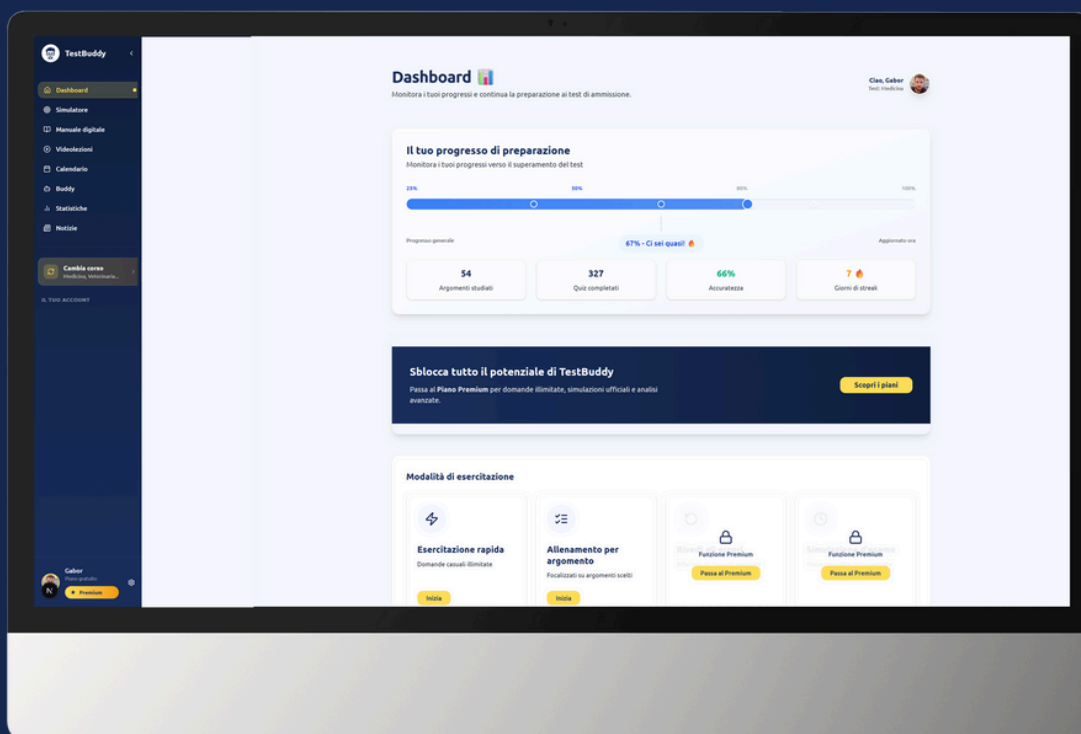 TestBuddy
Dashboard
Simulatore
Manuale digitale
Videolezioni
Calendario
Buddy
Statistiche
Notizie
Cambia corso
Medicina, Veterinaria...
IL TUO ACCOUNT
Gabor
Piano gratuito
N
Premium
Dashboard
Monitora i tuoi progressi e continua la preparazione ai test di ammissione.
Ciao, Gabor
Test: Medicina
Il tuo progresso di preparazione
Monitora i tuoi progressi verso il superamento del test
25%
50%
80%
100%
Progresso generale
67% - Ci sei quasi! 🔥
Aggiornato ora
54
Argomenti studiati
327
Quiz completati
66%
Accuratezza
7 🔥
Giorni di streak
Sblocca tutto il potenziale di TestBuddy
Passa al Piano Premium per domande illimitate, simulazioni ufficiali e analisi
avanzate.
Scopri i piani
Modalità di esercitazione
Esercitazione rapida
Domande casuali illimitate
Inizia
Allenamento per
argomento
Focalizzati su argomenti scelti
Inizia
Funzione Premium
Passa al Premium
Funzione Premium
Passa al Premium